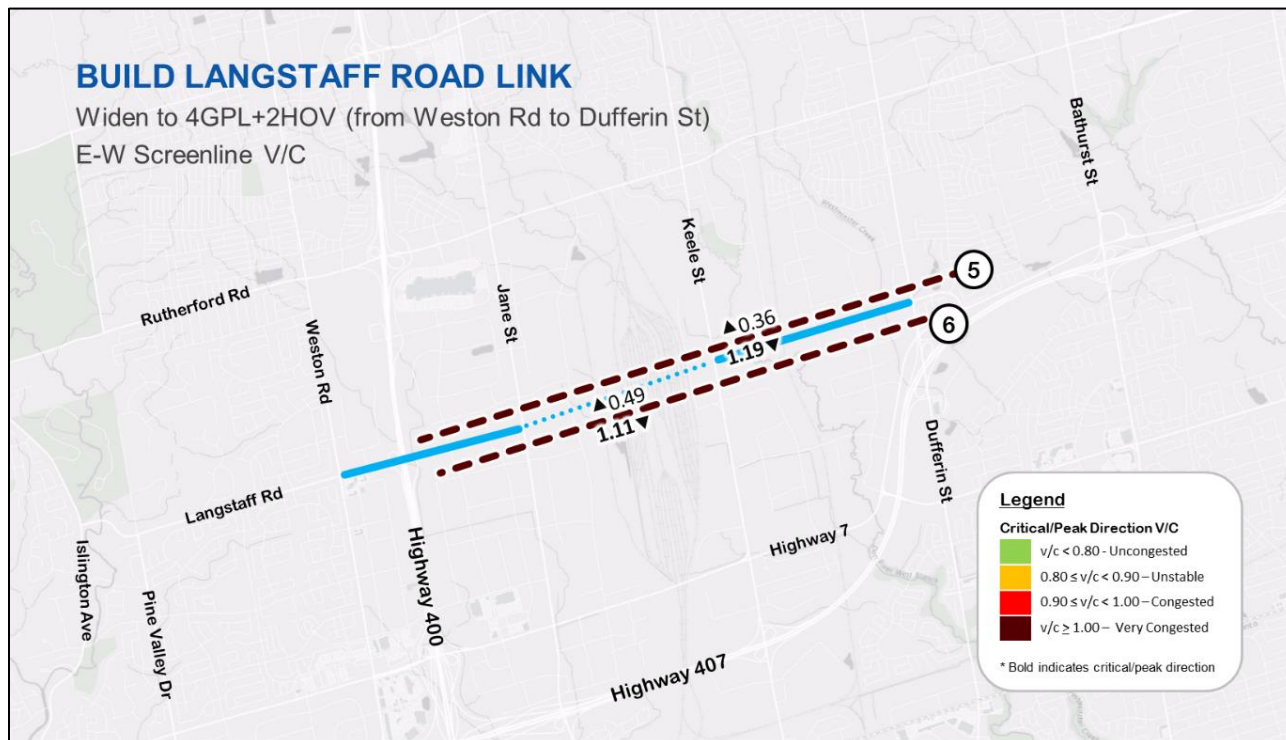 BUILD LANGSTAFF ROAD LINK
Widen to 4GPL+2HOV (from Weston Rd to Dufferin St)
E-W Screenline V/C
Bathurst St
Keele St
Rutherford Rd
Weston Rd
Jane St
5
6
▲0.36
1.19▼
▲0.49
1.11▼
Langstaff Rd
Dufferin St
Islington Ave
Pine Valley Dr
Highway 400
Highway 7
Highway 407
Legend
Critical/Peak Direction V/C
v/c < 0.80 - Uncongested
0.80 ≤ v/c < 0.90 – Unstable
0.90 ≤ v/c < 1.00 – Congested
v/c ≥ 1.00 – Very Congested
* Bold indicates critical/peak direction